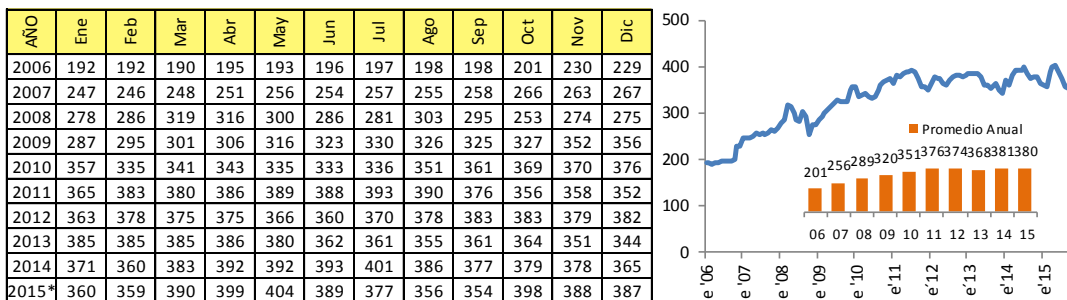 AÑO Ene Feb Mar Abr May Jun Jul Ago Sep Oct Nov Dic
2006 192 192 190 195 193 196 197 198 198 201 230 229
2007 247 246 248 251 256 254 257 255 258 266 263 267
2008 278 286 319 316 300 286 281 303 295 253 274 275
2009 287 295 301 306 316 323 330 326 325 327 352 356
2010 357 335 341 343 335 333 336 351 361 369 370 376
2011 365 383 380 386 389 388 393 390 376 356 358 352
2012 363 378 375 375 366 360 370 378 383 383 379 382
2013 385 385 385 386 380 362 361 355 361 364 351 344
2014 371 360 383 392 392 393 401 386 377 379 378 365
2015* 360 359 390 399 404 389 377 356 354 398 388 387
500
400
300
200
100
0
Promedio Anual
201 256 289 320 351 376 374 368 381 380
06 07 08 09 10 11 12 13 14 15
e'06 e'07 e'08 e'09 e'10 e'11 e'12 e'13 e'14 e'15